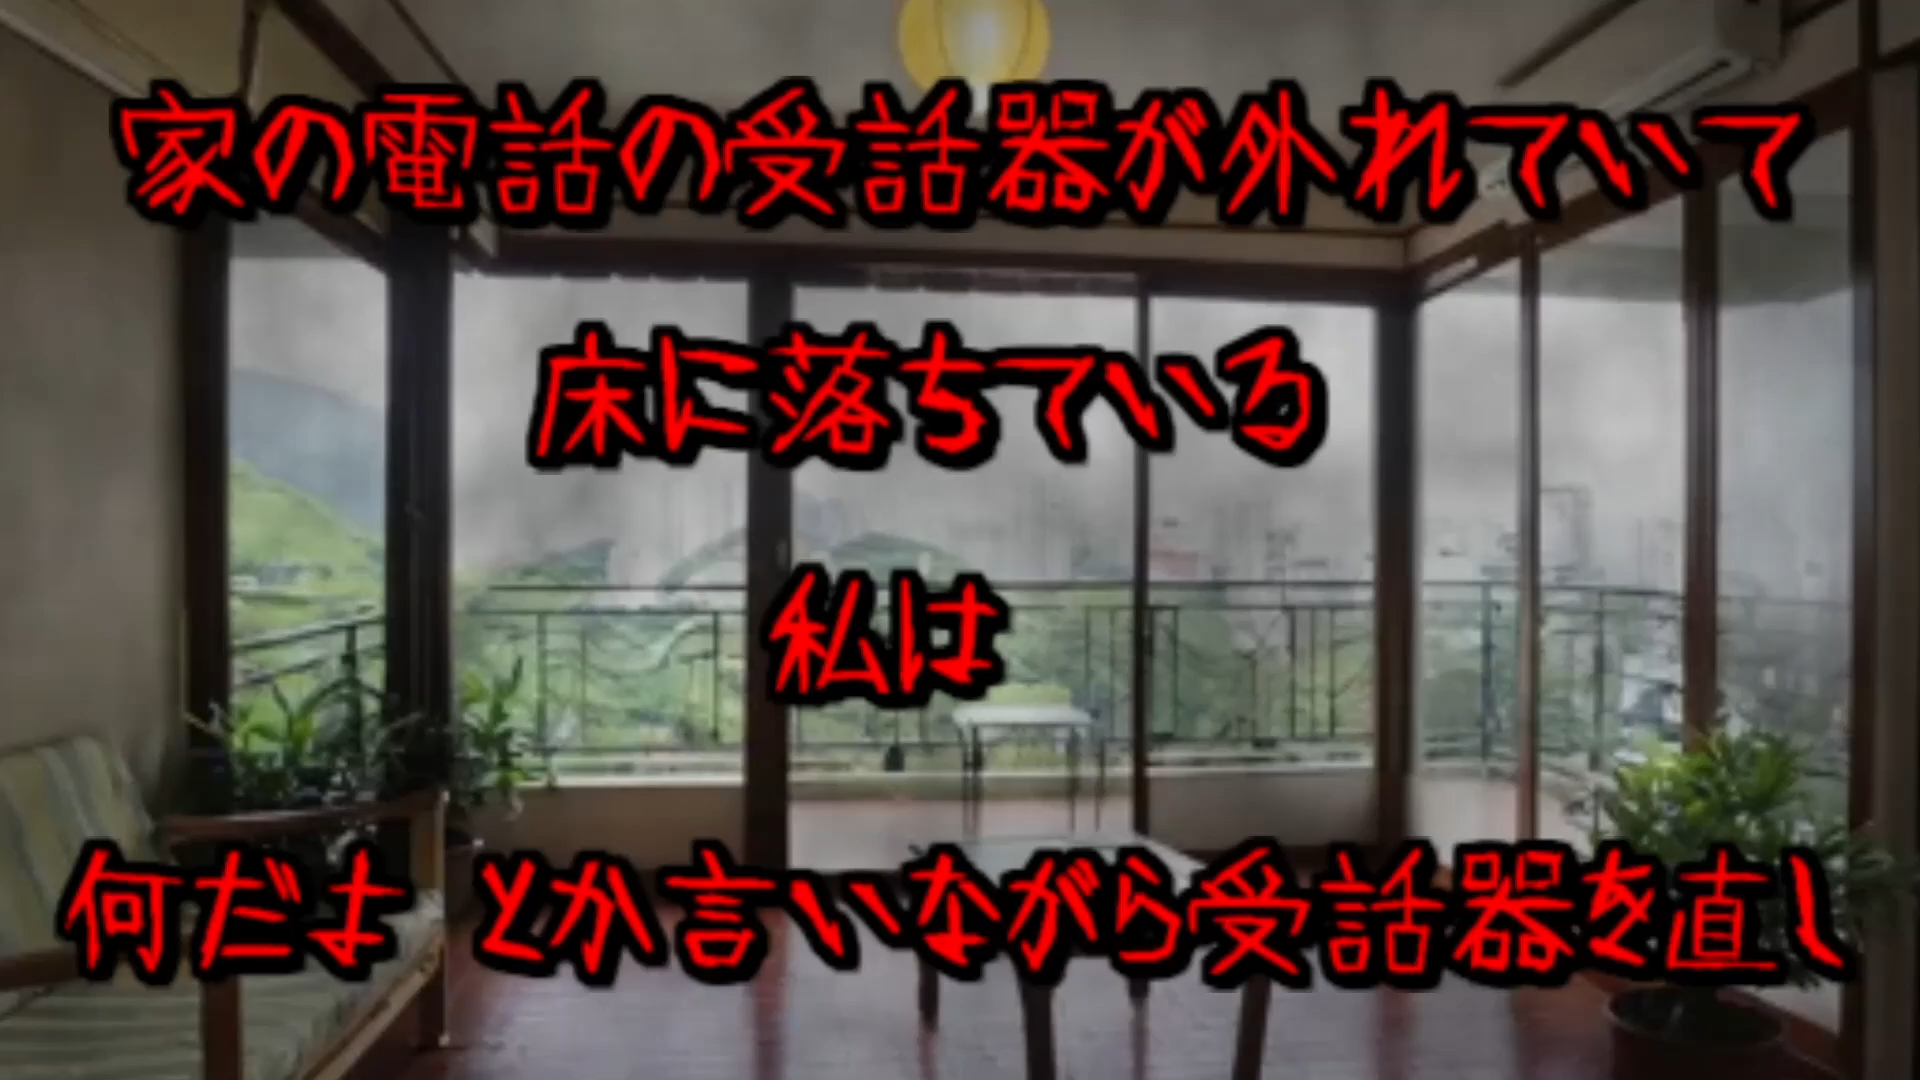 家の電話の受話器が外れていて
床に落ちている
私は
何だよ とか言いながら受話器を直し